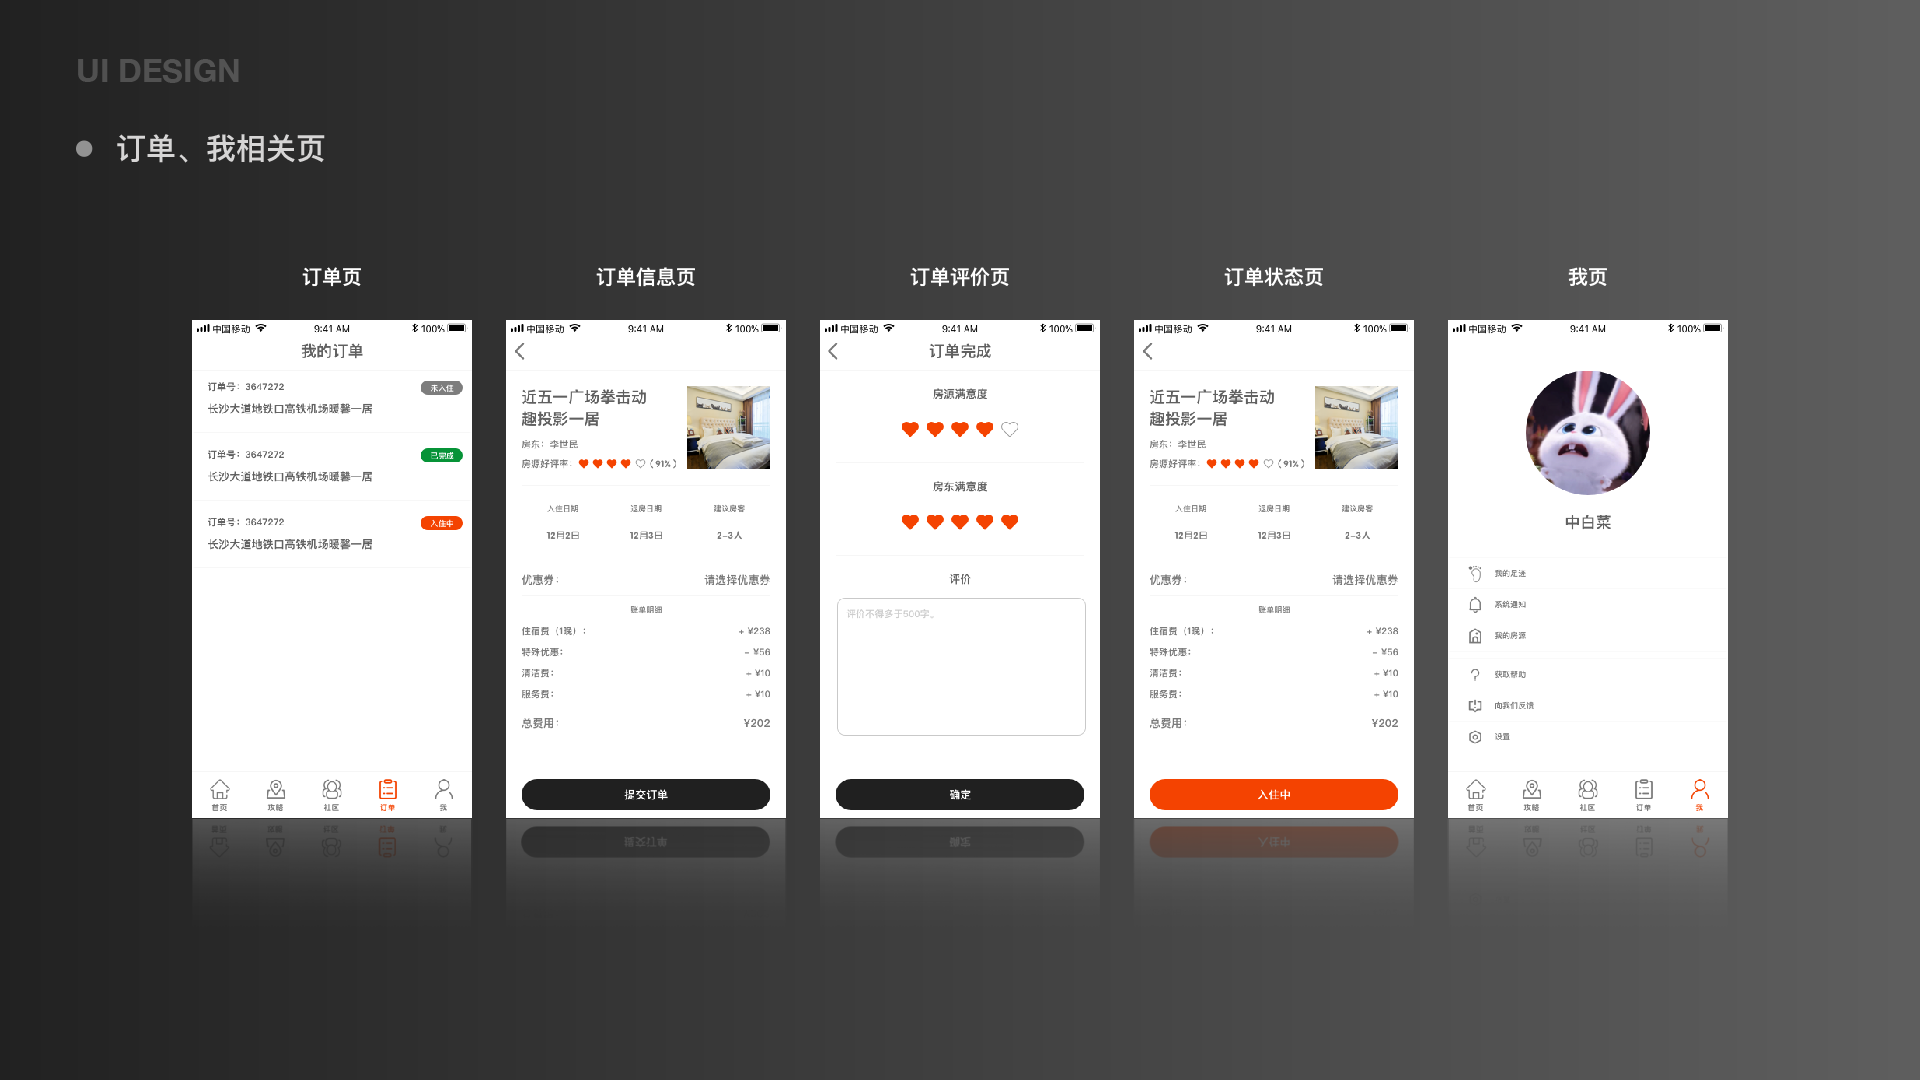 UI DESIGN
订单、我相关页
订单页
中国移动 9:41 AM 100%
我的订单
订单号：3647272 未入住
长沙大道地铁口高铁机场暖馨一居
订单号：3647272 已完成
长沙大道地铁口高铁机场暖馨一居
订单号：3647272 入住中
长沙大道地铁口高铁机场暖馨一居
首页 攻略 社区 订单 我
订单信息页
中国移动 9:41 AM 100%
近五一广场拳击动
趣投影一居
房东：李世民
房源好评率： （91%）
入住日期 退房日期 建议房客
12月2日 12月3日 2-3人
优惠券： 请选择优惠券
账单明细
住宿费（1晚）： + ¥238
特殊优惠： - ¥56
清洁费： + ¥10
服务费： + ¥10
总费用： ¥202
提交订单
订单评价页
中国移动 9:41 AM 100%
订单完成
房源满意度
房东满意度
评价
评价不得多于500字。
确定
订单状态页
中国移动 9:41 AM 100%
近五一广场拳击动
趣投影一居
房东：李世民
房源好评率： （91%）
入住日期 退房日期 建议房客
12月2日 12月3日 2-3人
优惠券： 请选择优惠券
账单明细
住宿费（1晚）： + ¥238
特殊优惠： - ¥56
清洁费： + ¥10
服务费： + ¥10
总费用： ¥202
入住中
我页
中国移动 9:41 AM 100%
中白菜
我的足迹
系统通知
我的房源
获取帮助
向我们反馈
设置
首页 攻略 社区 订单 我